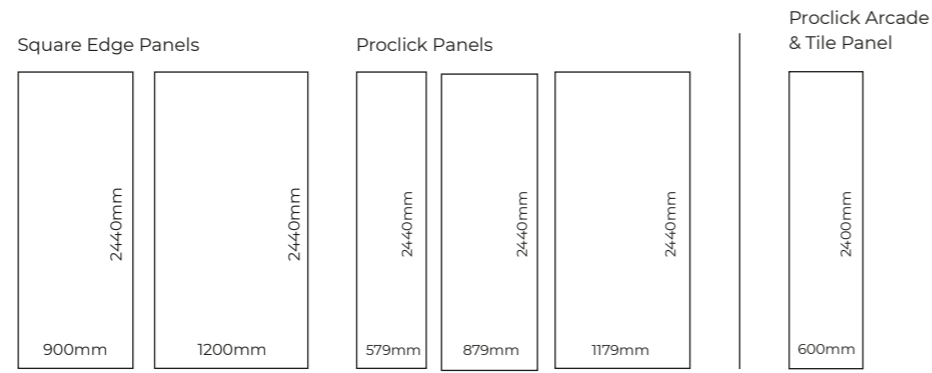 Square Edge Panels
2440mm
900mm
2440mm
1200mm
Proclick Panels
2440mm
579mm
2440mm
879mm
2440mm
1179mm
Proclick Arcade
& Tile Panel
2400mm
600mm